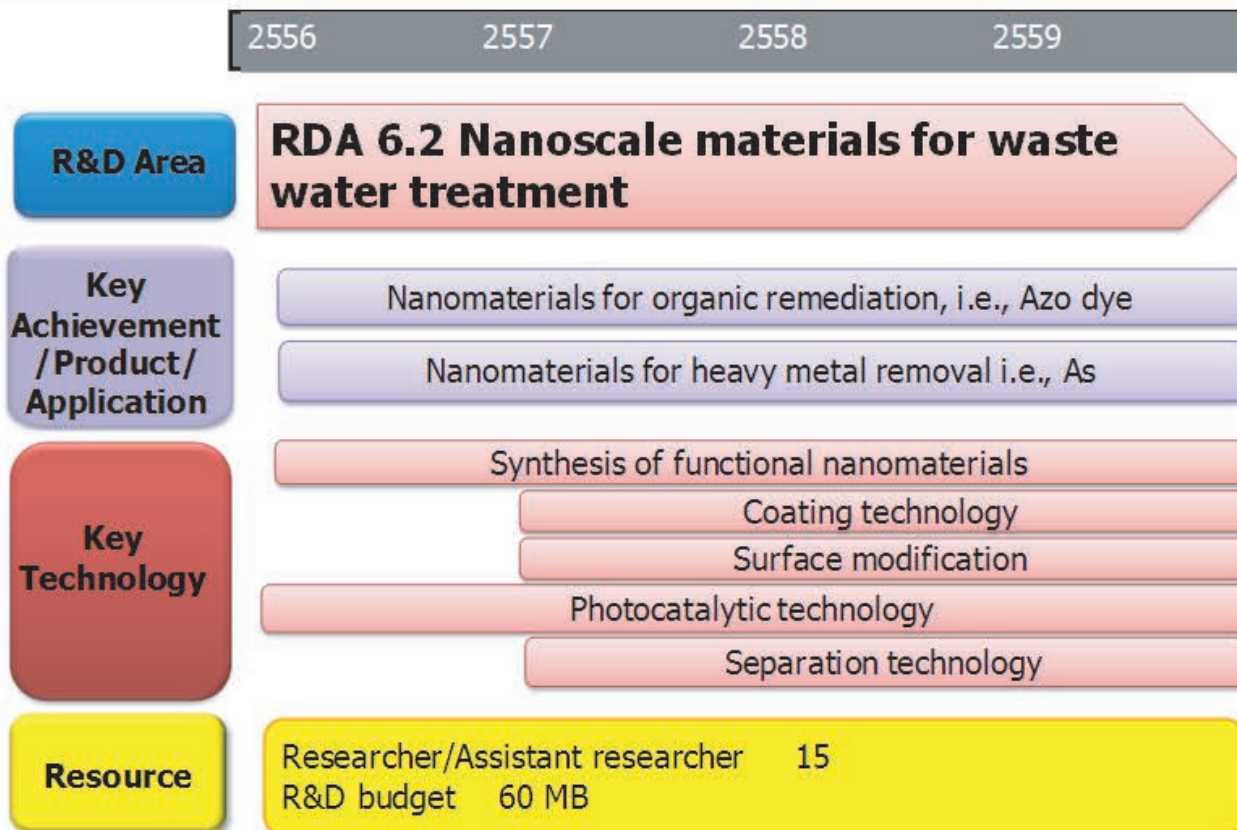 2556 2557 2558 2559
R&D Area
RDA 6.2 Nanoscale materials for waste
water treatment
Key
Achievement
/Product/
Application
Nanomaterials for organic remediation, i.e., Azo dye
Nanomaterials for heavy metal removal i.e., As
Key
Technology
Synthesis of functional nanomaterials
Coating technology
Surface modification
Photocatalytic technology
Separation technology
Resource
Researcher/Assistant researcher 15
R&D budget 60 MB